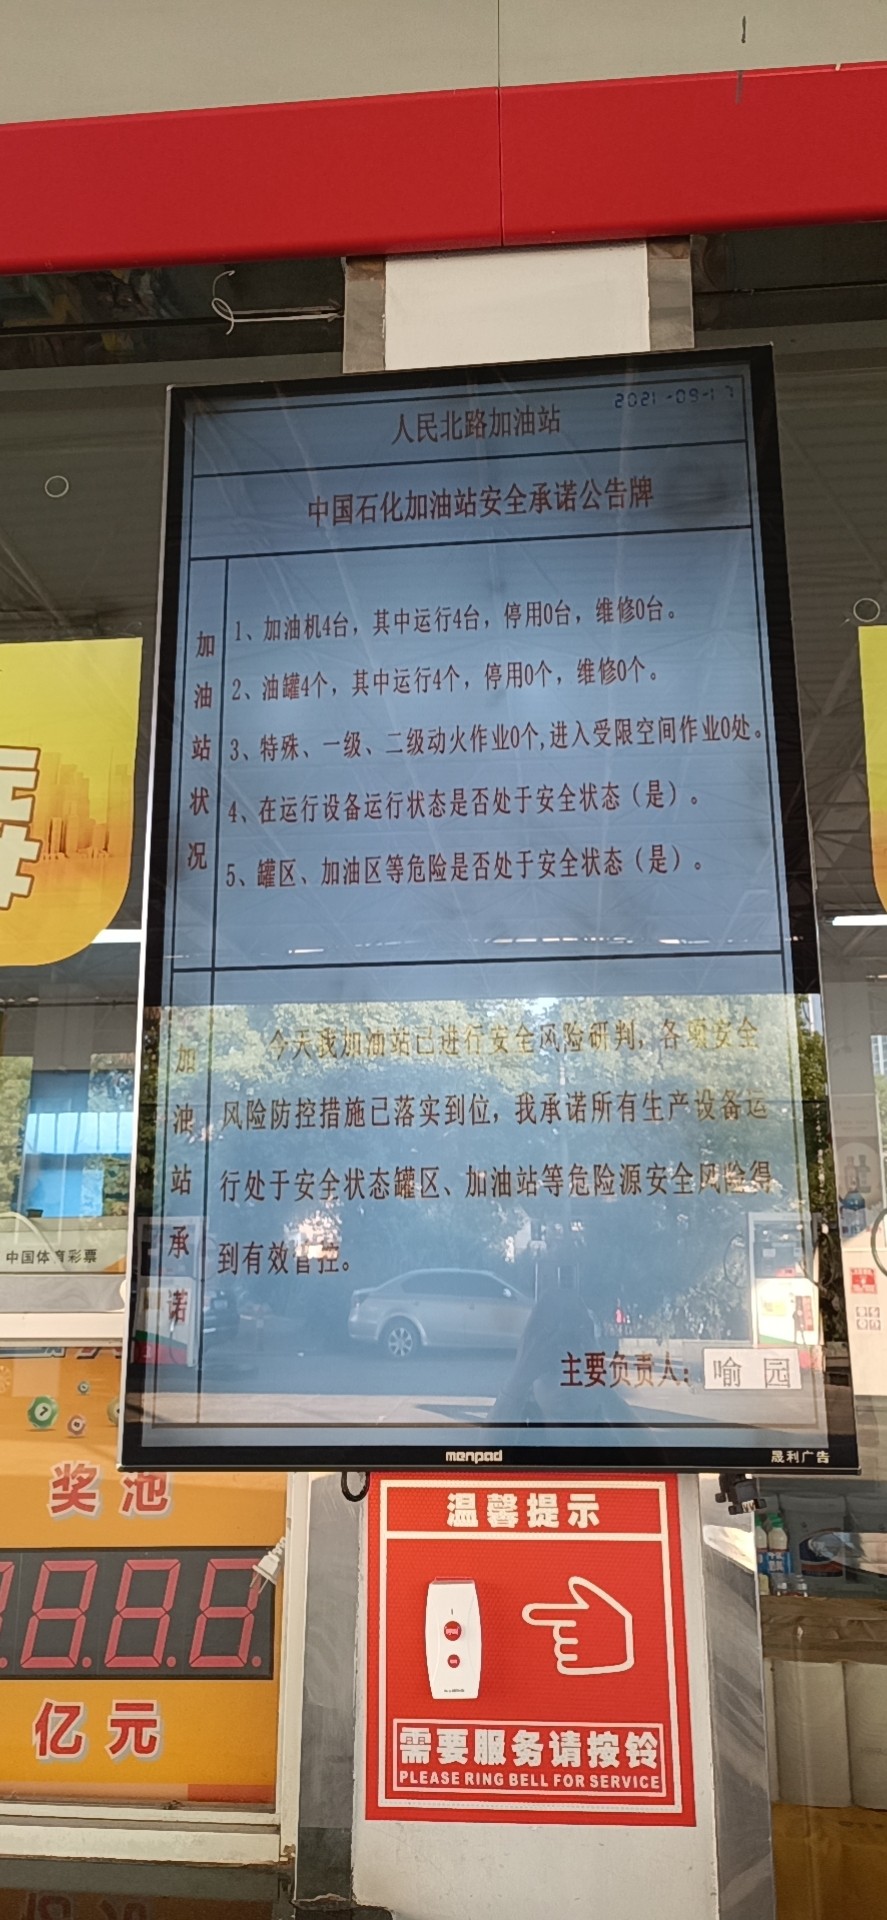 2021-09-17
人民北路加油站
中国石化加油站安全承诺公告牌
加油站状况
1、加油机4台，其中运行4台，停用0台，维修0台。
2、油罐4个，其中运行4个，停用0个，维修0个。
3、特殊、一级、二级动火作业0个,进入受限空间作业0处。
4、在运行设备运行状态是否处于安全状态（是）。
5、罐区、加油区等危险是否处于安全状态（是）。
加油站承诺
今天我加油站已进行安全风险研判，各项安全
风险防控措施已落实到位，我承诺所有生产设备运
行处于安全状态罐区、加油站等危险源安全风险得
到有效管控。
主要负责人：喻 园
menpad
晟利广告
中国体育彩票
奖池
亿元
温馨提示
需要服务请按铃
PLEASE RING BELL FOR SERVICE